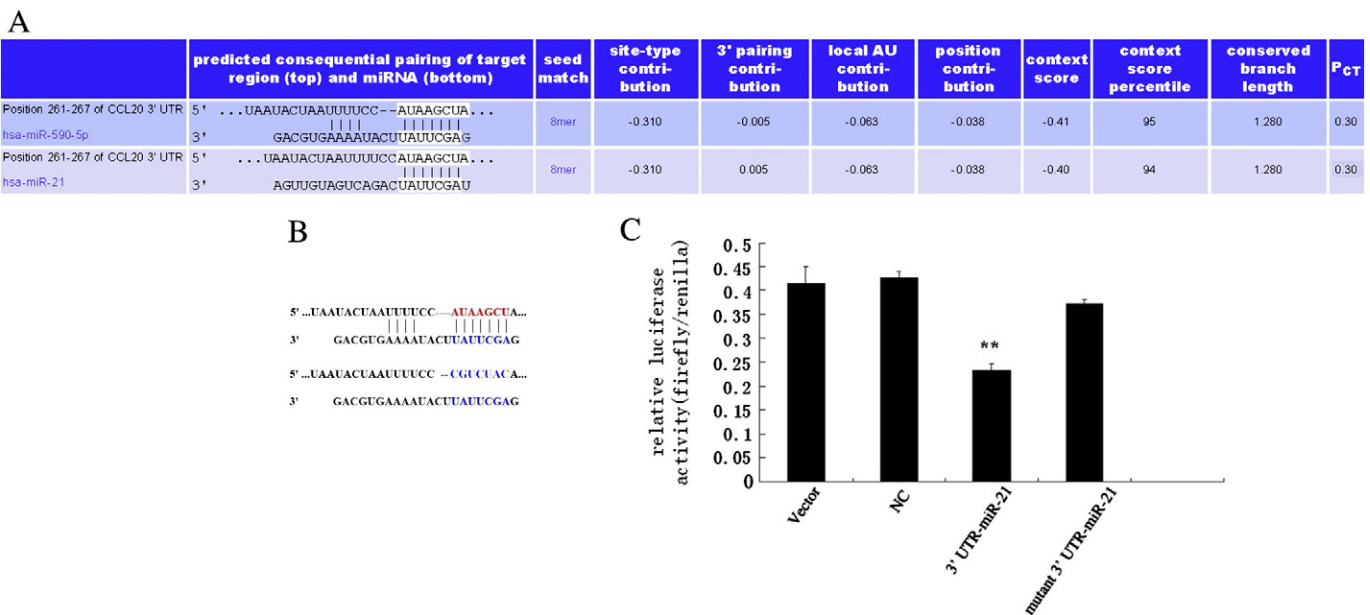 A
predicted consequential pairing of target region (top) and miRNA (bottom)
seed match
site-type contri-bution
3' pairing contri-bution
local AU contri-bution
position contri-bution
context score
context score percentile
conserved branch length
PCT
Position 261-267 of CCL20 3' UTR 5' ...UAAUACUAAUUUUCC--AUAAGCUA...
hsa-miR-590-5p 3' GACGUGAAAAUACUUAUUCGAG
8mer -0.310 -0.005 -0.063 -0.038 -0.41 95 1.280 0.30
Position 261-267 of CCL20 3' UTR 5' ...UAAUACUAAUUUUCCAUAAGCUA...
hsa-miR-21 3' AGUUGUAGUCAGACUAUUCGAU
8mer -0.310 0.005 -0.063 -0.038 -0.40 94 1.280 0.30
B
5' ...UAAUACUAAUUUUCC----AUAAGCUA...
3' GACGUGAAAAUACUUAUUCGAG
5' ...UAAUACUAAUUUUCC --CGUCUACA...
3' GACGUGAAAAUACUUAUUCGAG
C
relative luciferase
activity(firefly/renilla)
0.5
0.45
0.4
0.35
0.3
0.25
0.2
0.15
0.1
0.05
0
**
Vector
NC
3' UTR-miR-21
mutant 3' UTR-miR-21